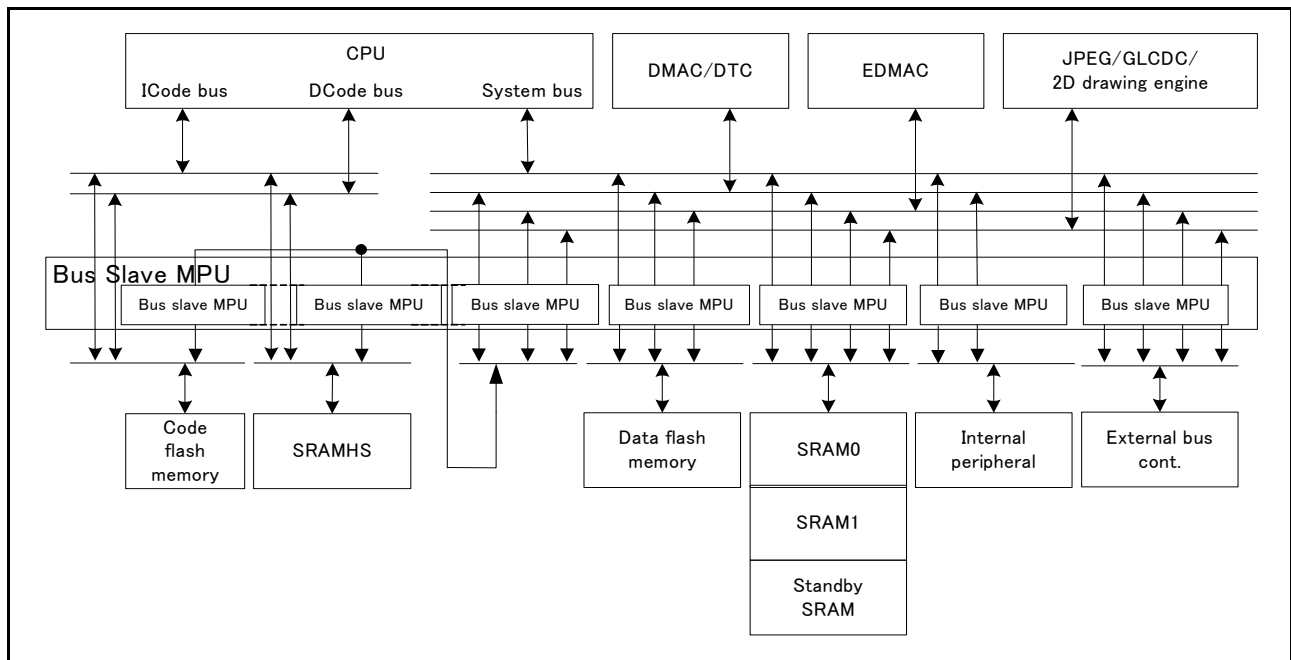 CPU
ICode bus
DCode bus
System bus
DMAC/DTC
EDMAC
JPEG/GLCDC/
2D drawing engine
Bus Slave MPU
Bus slave MPU
Bus slave MPU
Bus slave MPU
Bus slave MPU
Bus slave MPU
Bus slave MPU
Bus slave MPU
Code
flash
memory
SRAMHS
Data flash
memory
SRAM0
SRAM1
Standby
SRAM
Internal
peripheral
External bus
cont.